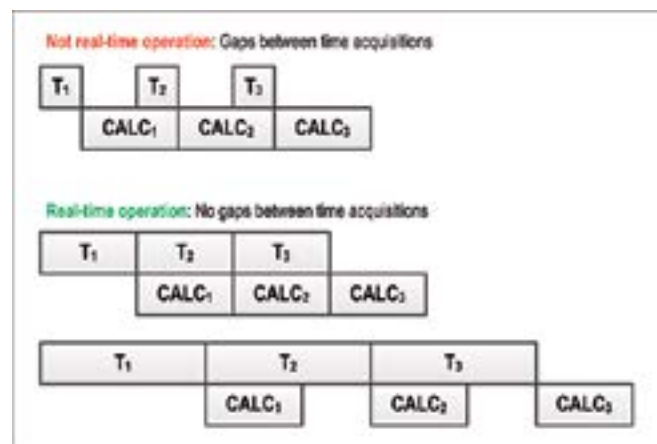 Not real-time operation: Gaps between time acquisitions
T₁ T₂ T₃
CALC₁ CALC₂ CALC₃
Real-time operation: No gaps between time acquisitions
T₁ T₂ T₃
CALC₁ CALC₂ CALC₃
T₁ T₂ T₃
CALC₁ CALC₂ CALC₃